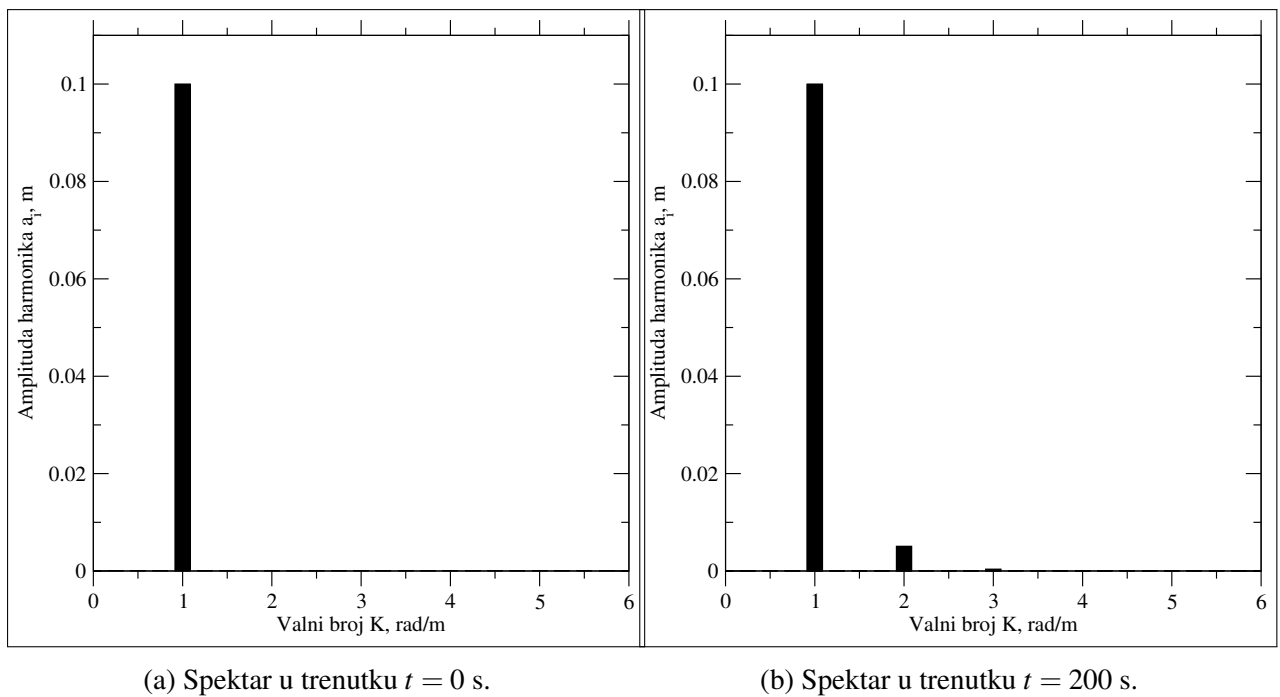 Amplituda harmonika a_i, m
0.1
0.08
0.06
0.04
0.02
0
0 1 2 3 4 5 6
Valni broj K, rad/m
(a) Spektar u trenutku t = 0 s.
Amplituda harmonika a_i, m
0.1
0.08
0.06
0.04
0.02
0
0 1 2 3 4 5 6
Valni broj K, rad/m
(b) Spektar u trenutku t = 200 s.